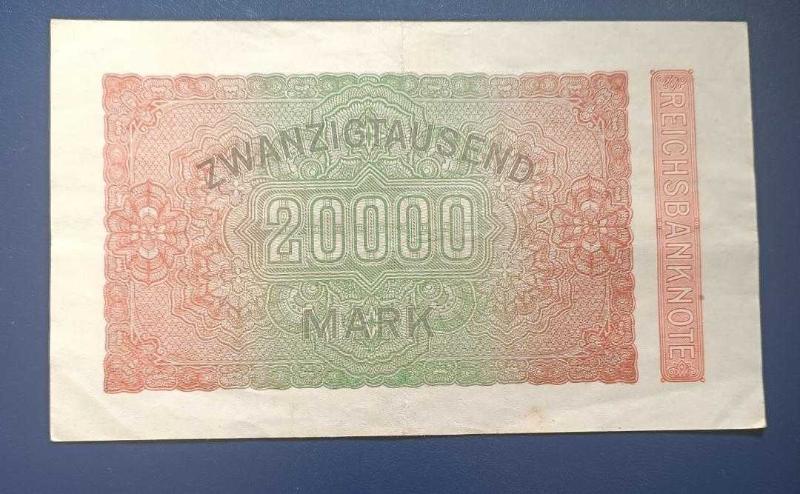 ZWANZIGTAUSEND
20000
MARK
REICHSBANKNOTE